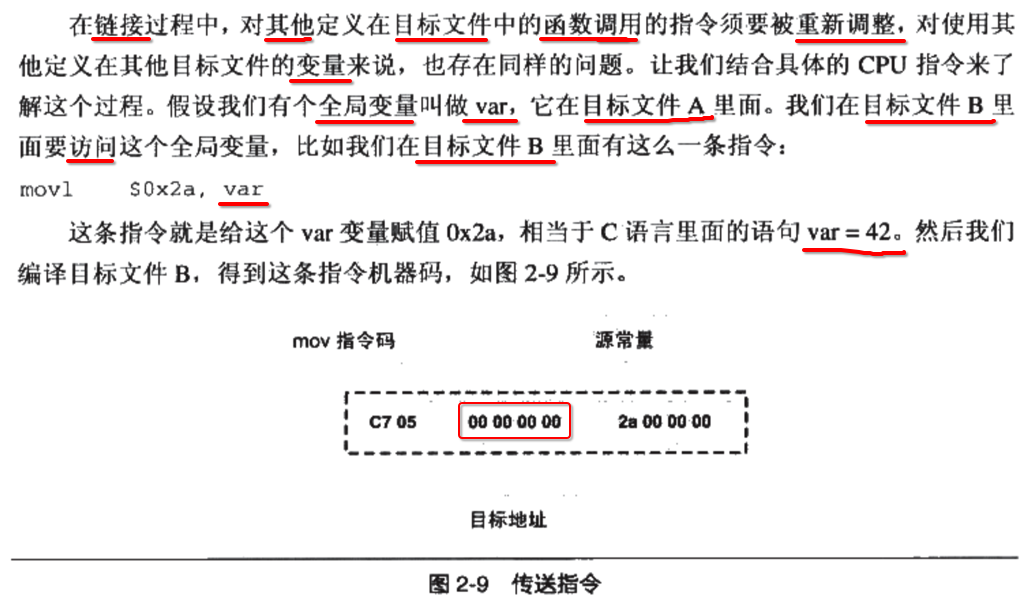 在链接过程中，对其他定义在目标文件中的函数调用的指令须要被重新调整，对使用其
他定义在其他目标文件的变量来说，也存在同样的问题。让我们结合具体的 CPU 指令来了
解这个过程。假设我们有个全局变量叫做 var，它在目标文件 A 里面。我们在目标文件 B 里
面要访问这个全局变量，比如我们在目标文件 B 里面有这么一条指令：
movl $0x2a, var
这条指令就是给这个 var 变量赋值 0x2a，相当于 C 语言里面的语句 var = 42。然后我们
编译目标文件 B，得到这条指令机器码，如图 2-9 所示。
mov 指令码 源常量
C7 05 00 00 00 00 2a 00 00 00
目标地址
图 2-9 传送指令